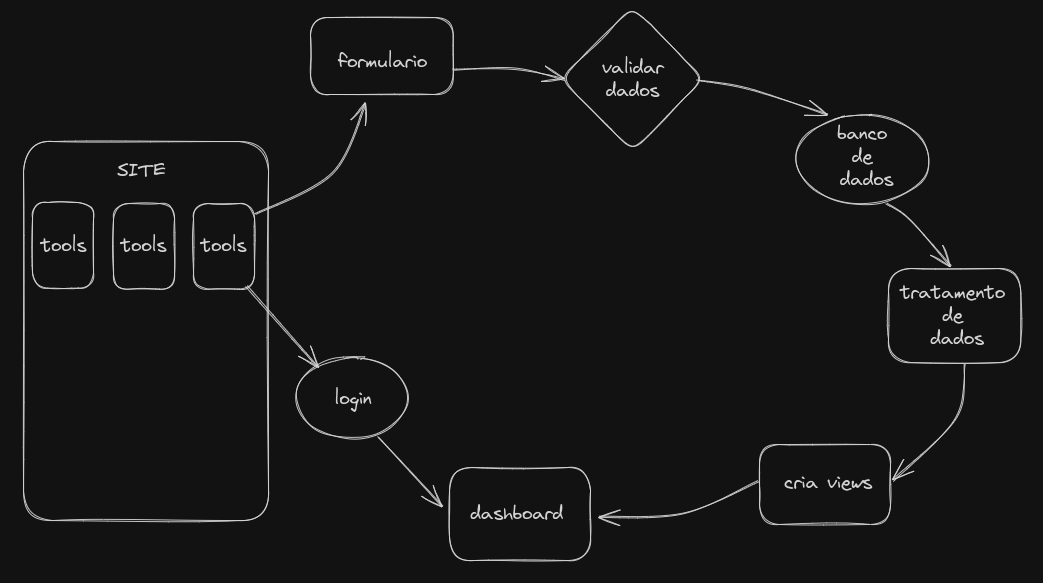 formulario
validar
dados
banco
de
dados
SITE
tools
tools
tools
tratamento
de
dados
login
cria views
dashboard